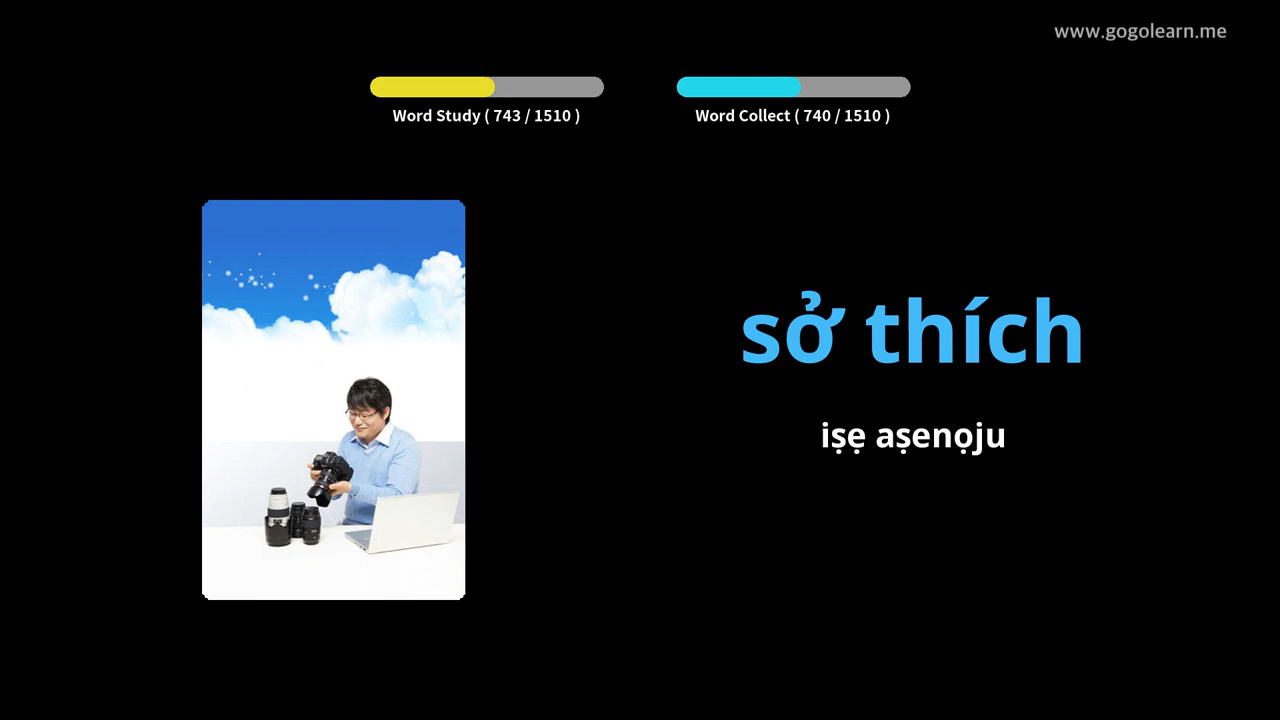 www.gogolearn.me
Word Study ( 743 / 1510 )
Word Collect ( 740 / 1510 )
sở thích
iṣẹ aṣenọju